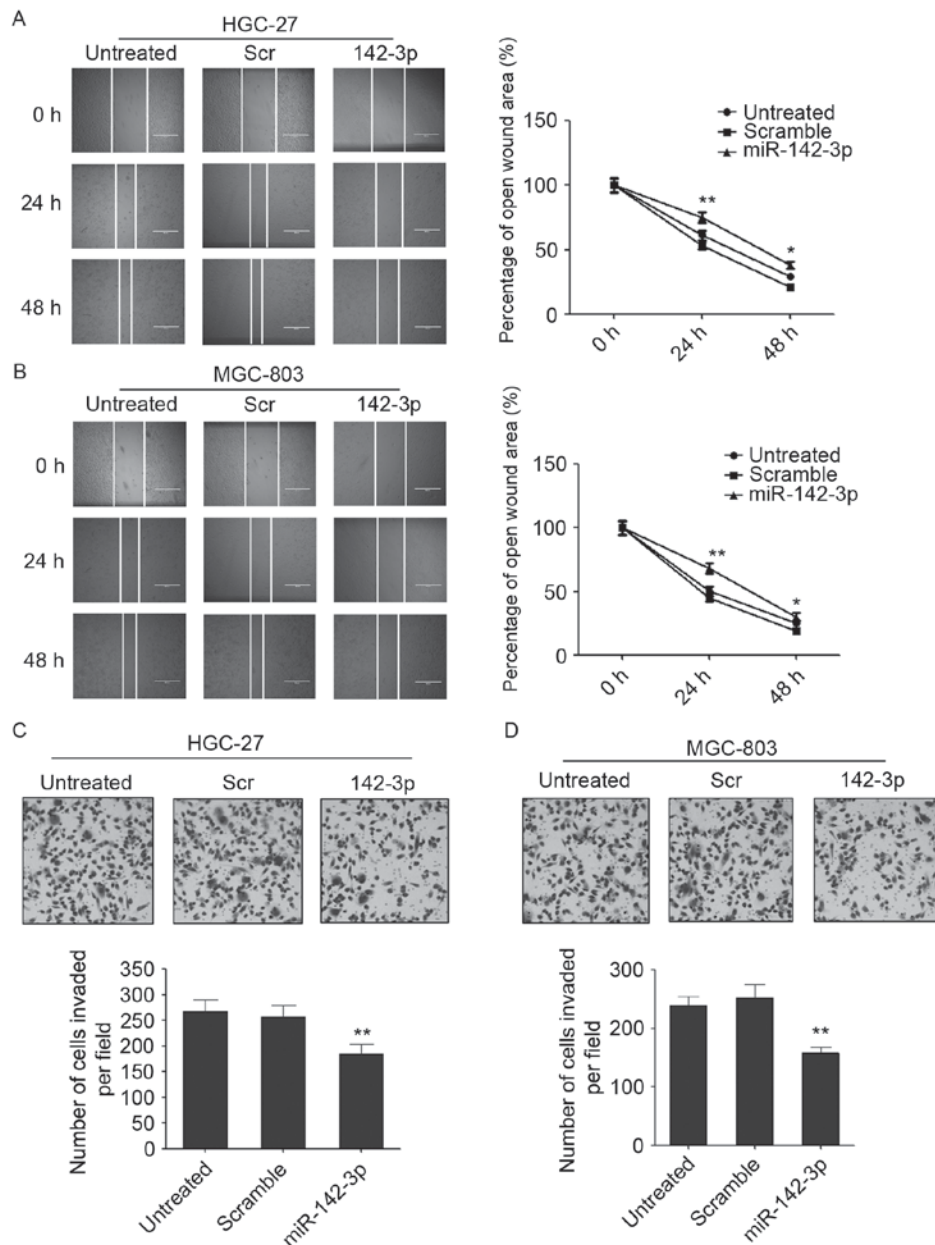 A
HGC-27
Untreated Scr 142-3p
0 h
24 h
48 h
Percentage of open wound area (%)
150
100
50
0
Untreated
Scramble
miR-142-3p
**
*
0 h 24 h 48 h
B
MGC-803
Untreated Scr 142-3p
0 h
24 h
48 h
Percentage of open wound area (%)
150
100
50
0
Untreated
Scramble
miR-142-3p
**
*
0 h 24 h 48 h
C
HGC-27
Untreated Scr 142-3p
Number of cells invaded
per field
350
300
250
200
150
100
50
0
**
Untreated Scramble miR-142-3p
D
MGC-803
Untreated Scr 142-3p
Number of cells invaded
per field
300
200
100
0
**
Untreated Scramble miR-142-3p